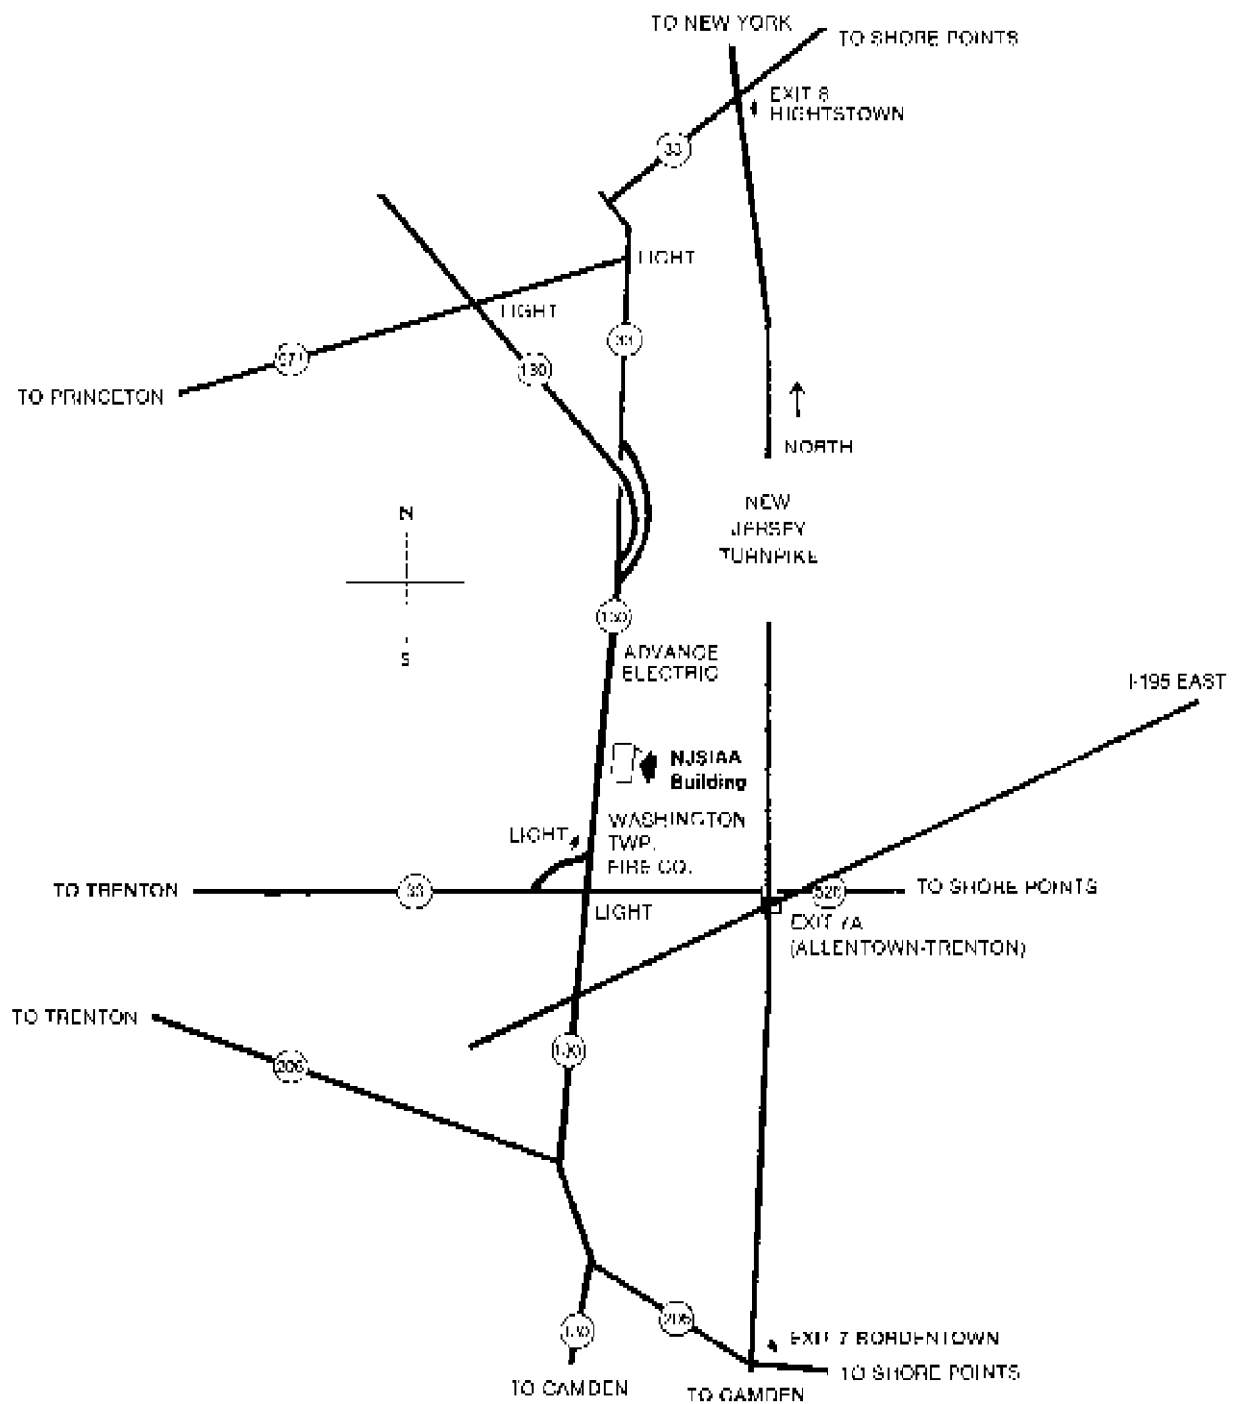 TO NEW YORK
TO SHORE POINTS
EXIT 8
HIGHTSTOWN
33
LIGHT
LIGHT
33
571
130
TO PRINCETON
NORTH
N
NEW
JERSEY
TURNPIKE
S
130
ADVANCE
ELECTRIC
I-195 EAST
NJSIAA
Building
WASHINGTON
TWP.
FIRE CO.
LIGHT
TO TRENTON
33
526
TO SHORE POINTS
LIGHT
EXIT 7A
(ALLENTOWN-TRENTON)
TO TRENTON
206
130
206
130
EXIT 7 BORDENTOWN
TO SHORE POINTS
TO CAMDEN
TO CAMDEN